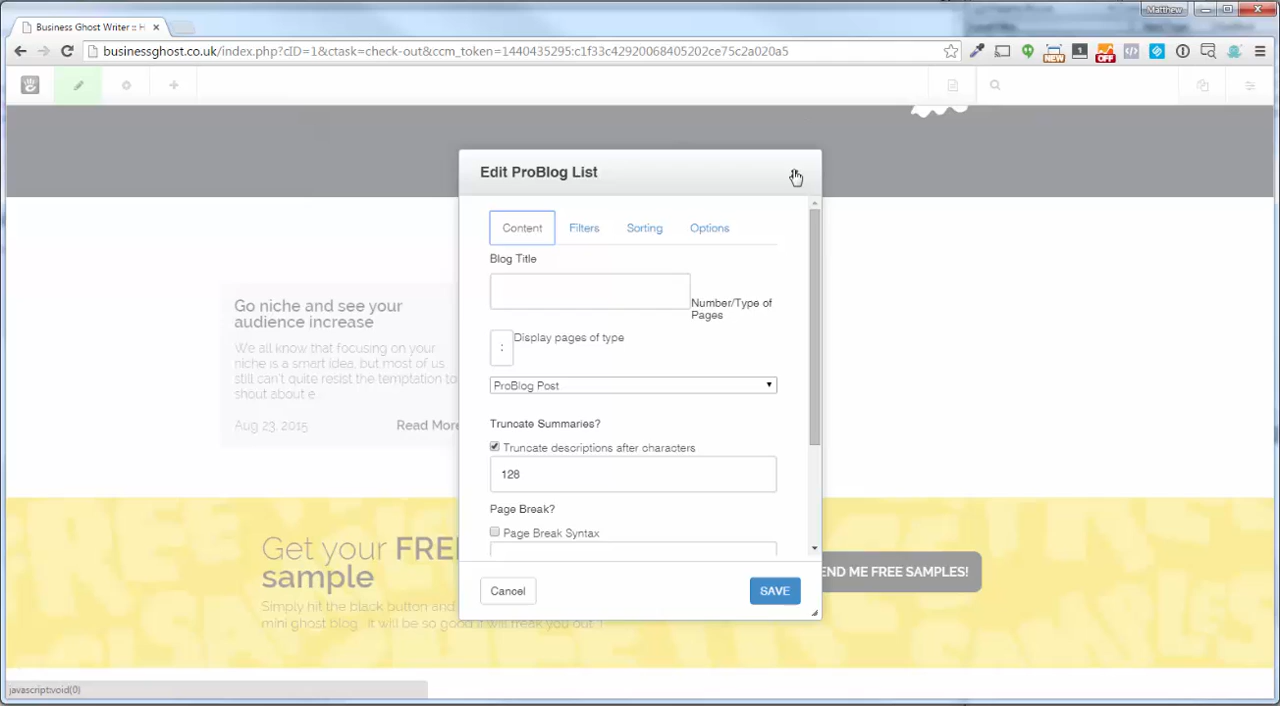 Matthew
Business Ghost Writer :: H
businessghost.co.uk/index.php?cID=1&ctask=check-out&ccm_token=1440435295:c1f33c42920068405202ce75c2a020a5
NEW
1
OFF
Edit ProBlog List
Content
Filters
Sorting
Options
Blog Title
Number/Type of
Pages
:
Display pages of type
ProBlog Post
Truncate Summaries?
Truncate descriptions after characters
128
Page Break?
Page Break Syntax
Cancel
SAVE
Go niche and see your
audience increase
We all know that focusing on your
niche is a smart idea, but most of us
still can't quite resist the temptation to
shout about e
Aug 23, 2015
Read More
Get your FREE
sample
Simply hit the black button and
mini ghost blog... it will be so good it will freak you out...!
END ME FREE SAMPLES!
javascript:void(0)